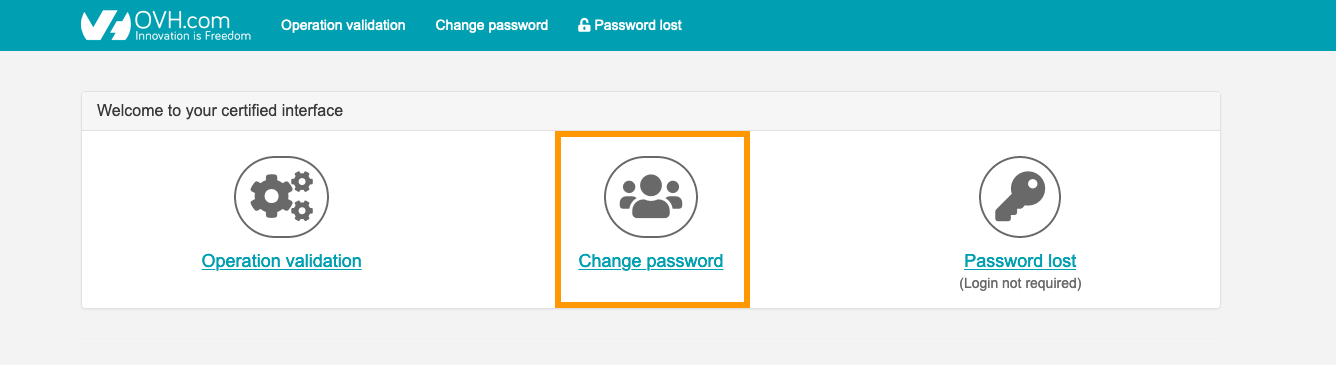 OVH.com
Innovation is Freedom
Operation validation
Change password
Password lost
Welcome to your certified interface
Operation validation
Change password
Password lost
(Login not required)